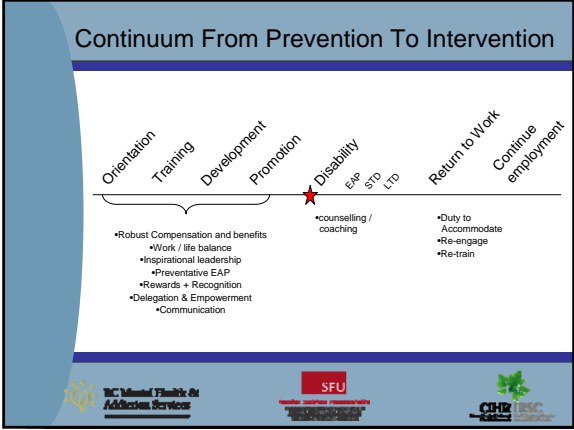 Continuum From Prevention To Intervention
Orientation
Training
Development
Promotion
Disability
EAP
STD
LTD
Return to Work
Continue
employment
•Robust Compensation and benefits
•Work / life balance
•Inspirational leadership
•Preventative EAP
•Rewards + Recognition
•Delegation & Empowerment
•Communication
•counselling /
coaching
•Duty to
Accommodate
•Re-engage
•Re-train
BC Mental Health &
Addiction Services
SFU
CIHR IRSC